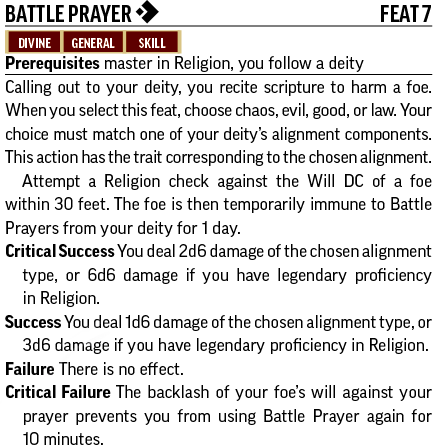 BATTLE PRAYER FEAT 7
DIVINE GENERAL SKILL
Prerequisites master in Religion, you follow a deity
Calling out to your deity, you recite scripture to harm a foe.
When you select this feat, choose chaos, evil, good, or law. Your
choice must match one of your deity's alignment components.
This action has the trait corresponding to the chosen alignment.
Attempt a Religion check against the Will DC of a foe
within 30 feet. The foe is then temporarily immune to Battle
Prayers from your deity for 1 day.
Critical Success You deal 2d6 damage of the chosen alignment
type, or 6d6 damage if you have legendary proficiency
in Religion.
Success You deal 1d6 damage of the chosen alignment type, or
3d6 damage if you have legendary proficiency in Religion.
Failure There is no effect.
Critical Failure The backlash of your foe's will against your
prayer prevents you from using Battle Prayer again for
10 minutes.